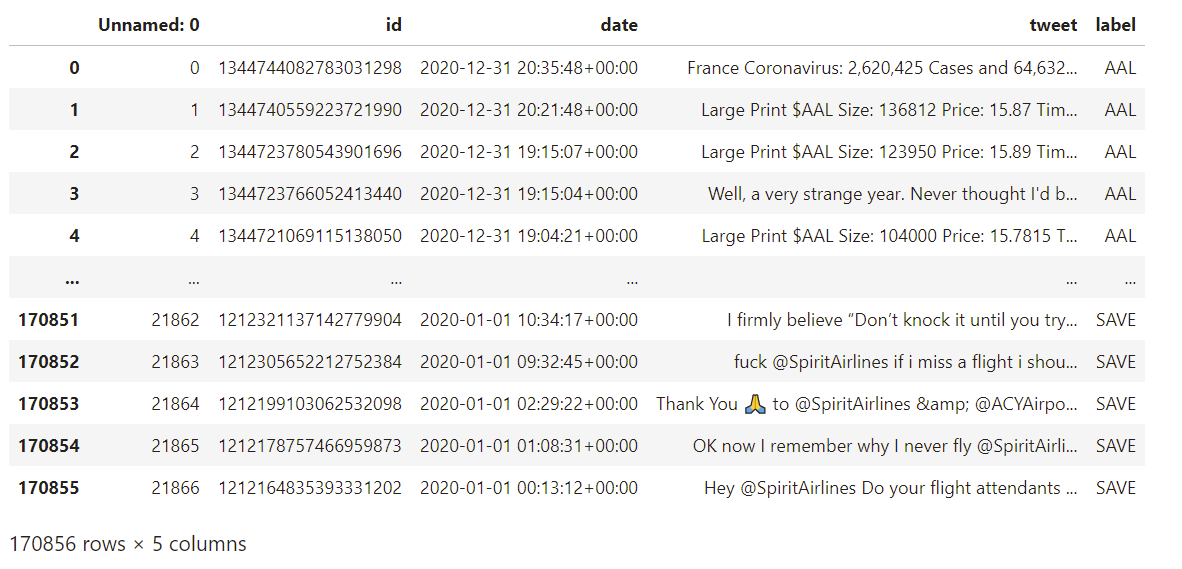 Unnamed: 0 id date tweet label
0 0 1344744082783031298 2020-12-31 20:35:48+00:00 France Coronavirus: 2,620,425 Cases and 64,632... AAL
1 1 1344740559223721990 2020-12-31 20:21:48+00:00 Large Print $AAL Size: 136812 Price: 15.87 Tim... AAL
2 2 1344723780543901696 2020-12-31 19:15:07+00:00 Large Print $AAL Size: 123950 Price: 15.89 Tim... AAL
3 3 1344723766052413440 2020-12-31 19:15:04+00:00 Well, a very strange year. Never thought I'd b... AAL
4 4 1344721069115138050 2020-12-31 19:04:21+00:00 Large Print $AAL Size: 104000 Price: 15.7815 T... AAL
... ... ... ... ... ...
170851 21862 1212321137142779904 2020-01-01 10:34:17+00:00 I firmly believe “Don’t knock it until you try... SAVE
170852 21863 1212305652212752384 2020-01-01 09:32:45+00:00 fuck @SpiritAirlines if i miss a flight i shou... SAVE
170853 21864 1212199103062532098 2020-01-01 02:29:22+00:00 Thank You 🙏 to @SpiritAirlines &amp; @ACYAirpo... SAVE
170854 21865 1212178757466959873 2020-01-01 01:08:31+00:00 OK now I remember why I never fly @SpiritAirli... SAVE
170855 21866 1212164835393331202 2020-01-01 00:13:12+00:00 Hey @SpiritAirlines Do your flight attendants ... SAVE
170856 rows × 5 columns